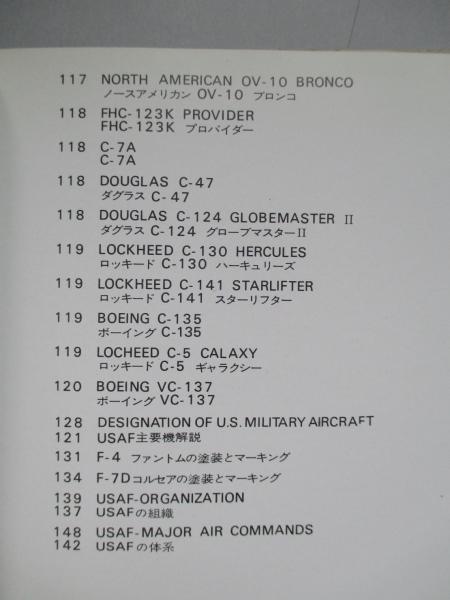 117 NORTH AMERICAN OV-10 BRONCO
ノースアメリカン OV-10 ブロンコ
118 FHC-123K PROVIDER
FHC-123K プロバイダー
118 C-7A
C-7A
118 DOUGLAS C-47
ダグラス C-47
118 DOUGLAS C-124 GLOBEMASTER II
ダグラス C-124 グローブマスターII
119 LOCKHEED C-130 HERCULES
ロッキード C-130 ハーキュリーズ
119 LOCKHEED C-141 STARLIFTER
ロッキード C-141 スターリフター
119 BOEING C-135
ボーイング C-135
119 LOCHEED C-5 CALAXY
ロッキード C-5 ギャラクシー
120 BOEING VC-137
ボーイング VC-137
128 DESIGNATION OF U.S. MILITARY AIRCRAFT
121 USAF主要機解説
131 F-4 ファントムの塗装とマーキング
134 F-7Dコルセアの塗装とマーキング
139 USAF-ORGANIZATION
137 USAFの組織
148 USAF-MAJOR AIR COMMANDS
142 USAFの体系